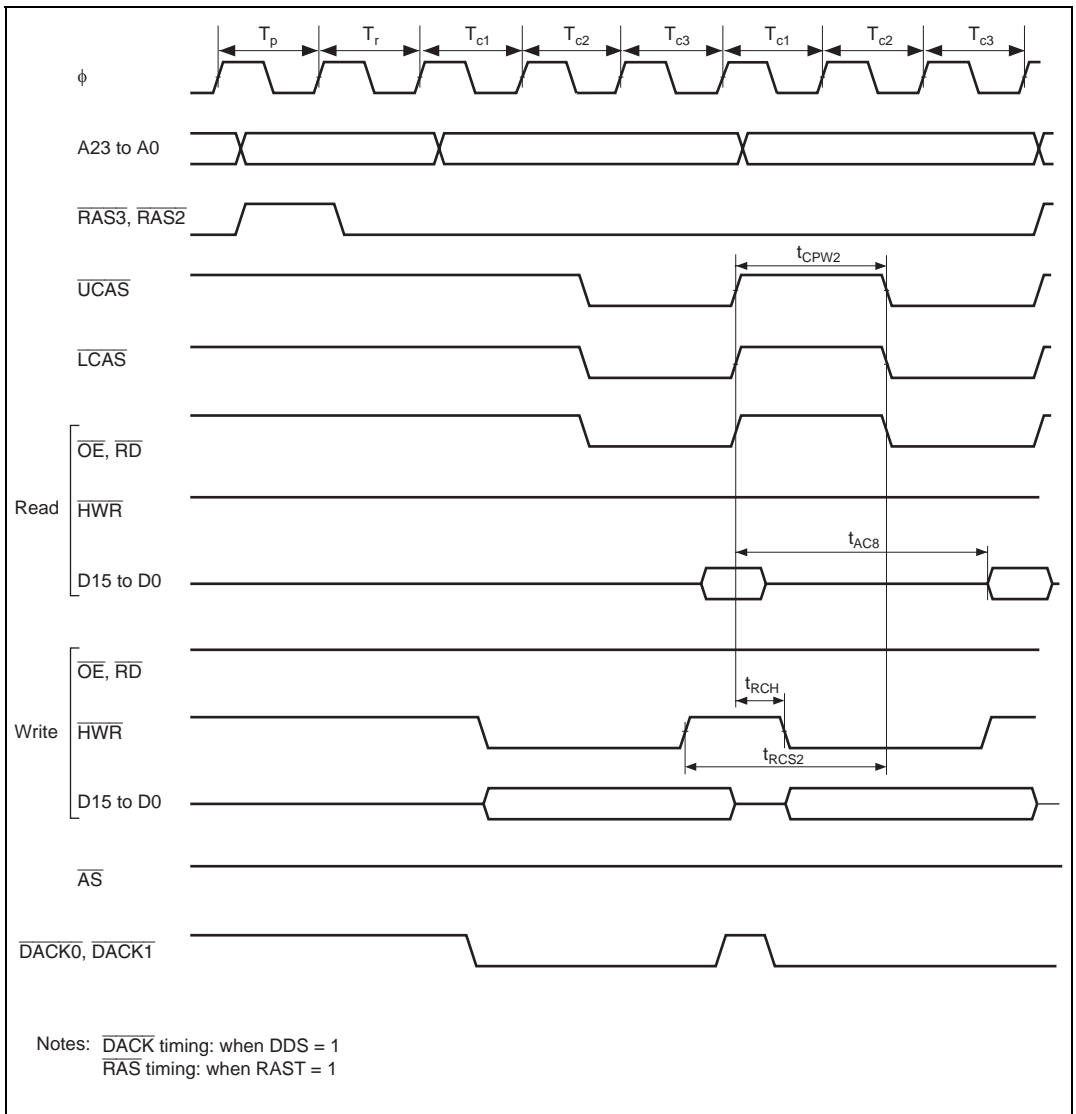 Tp Tr Tc1 Tc2 Tc3 Tc1 Tc2 Tc3
ϕ
A23 to A0
RAS3, RAS2
tCPW2
UCAS
LCAS
OE, RD
Read
HWR
tAC8
D15 to D0
OE, RD
tRCH
Write
HWR
tRCS2
D15 to D0
AS
DACK0, DACK1
Notes: DACK timing: when DDS = 1
RAS timing: when RAST = 1